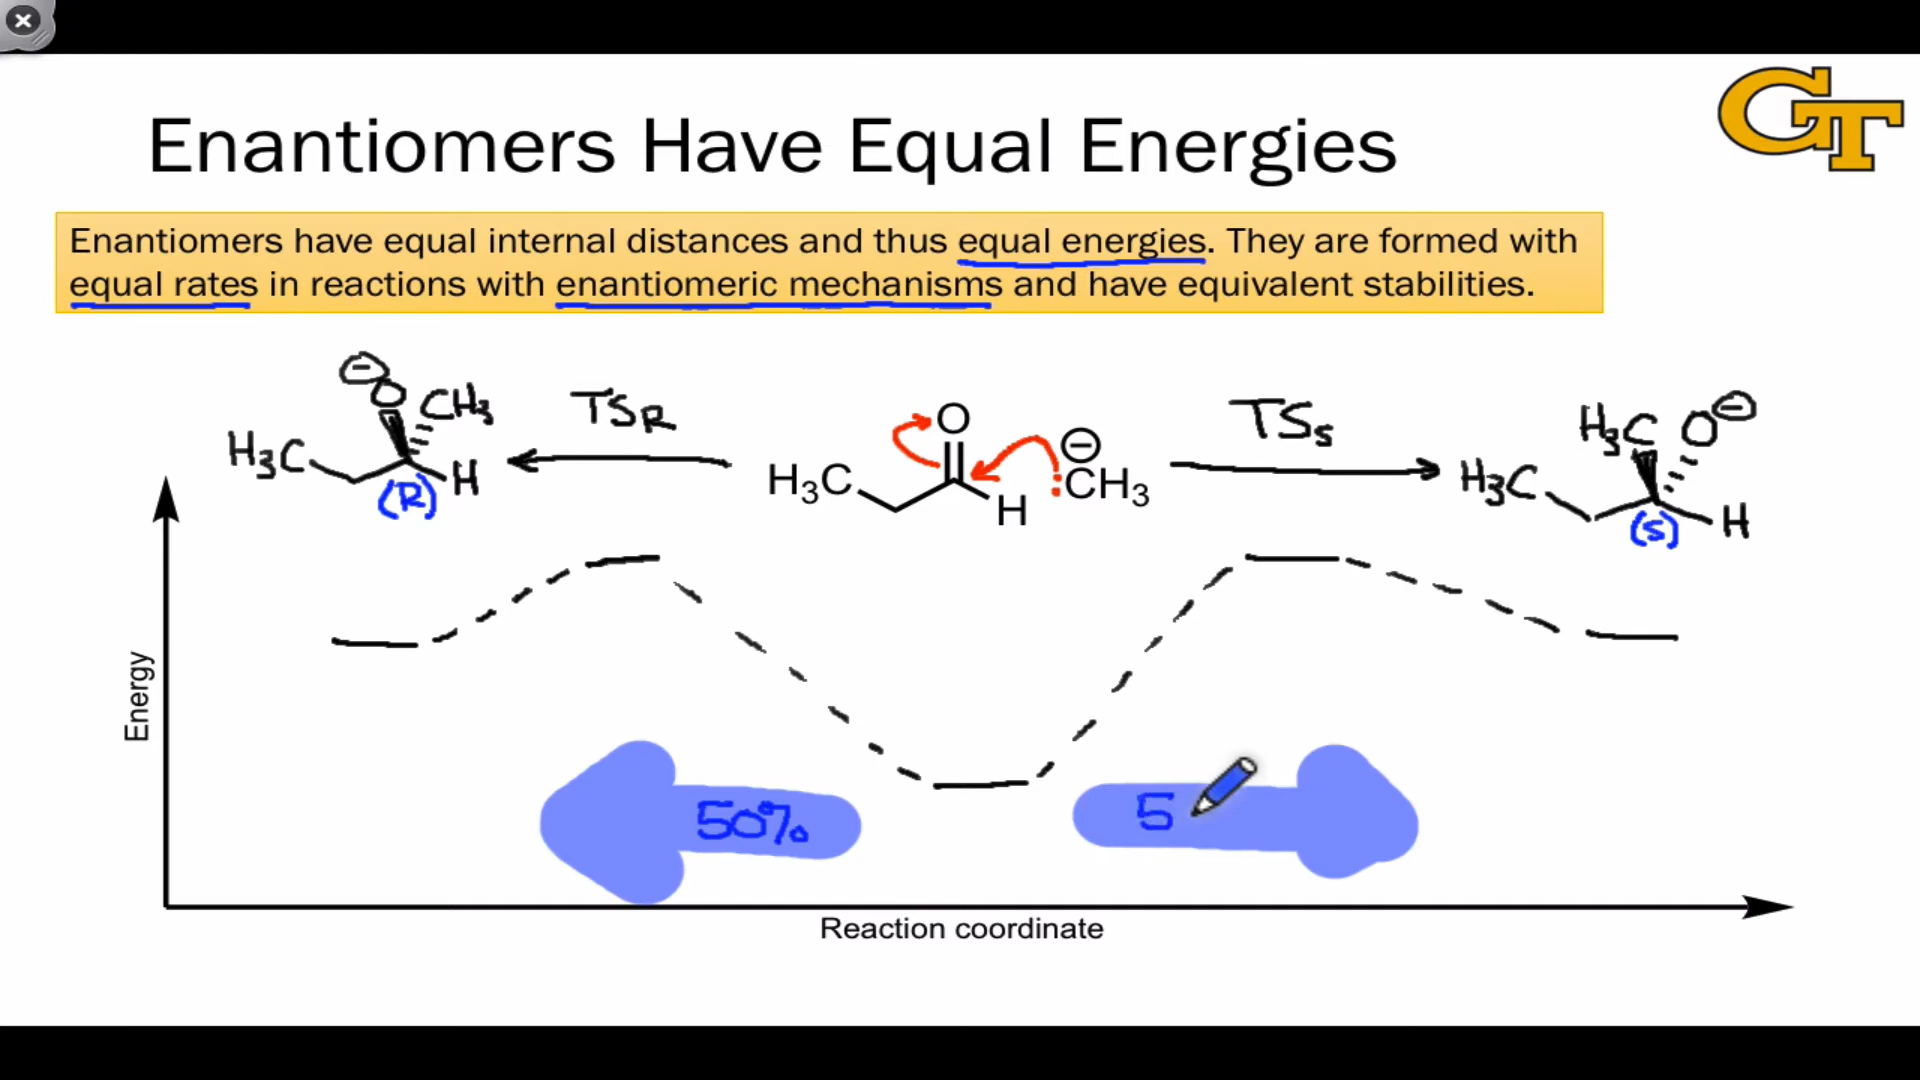 GT
Enantiomers Have Equal Energies
Enantiomers have equal internal distances and thus equal energies. They are formed with
equal rates in reactions with enantiomeric mechanisms and have equivalent stabilities.
⊖
O CH₃
H₃C H
(R)
TSR
O
⊖
H₃C :CH₃
H
TSs
H₃C O⊖
H₃C H
(S)
Energy
50% 5
Reaction coordinate